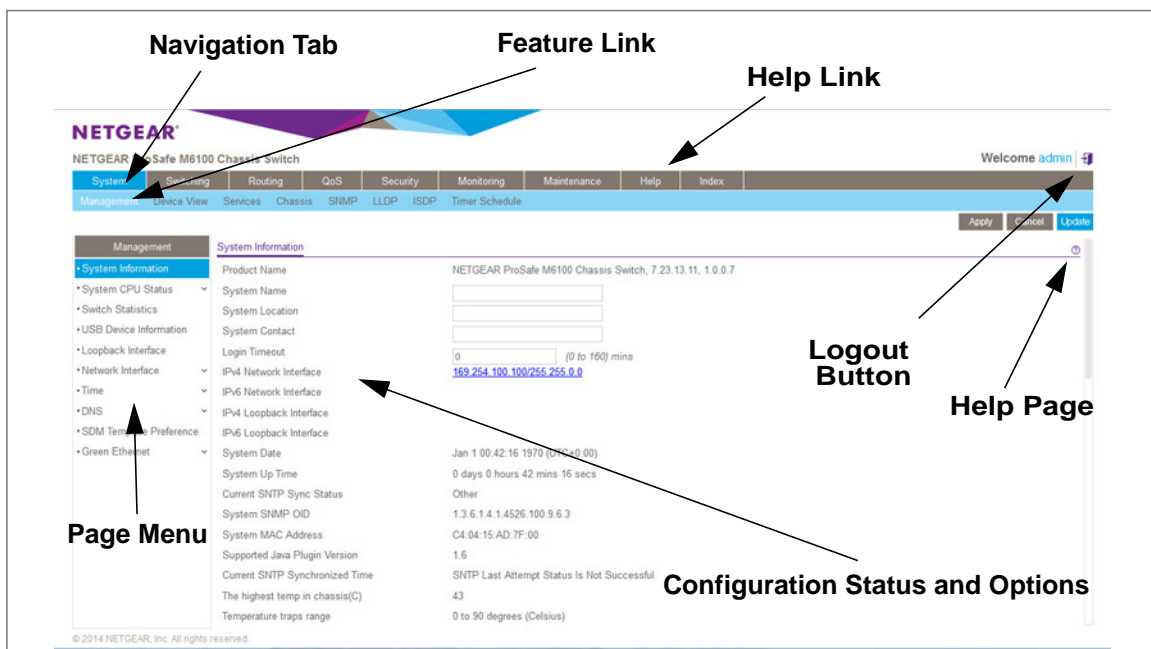 Navigation Tab
Feature Link
Help Link
NETGEAR®
NETGEAR ProSafe M6100 Chassis Switch
Welcome admin
System Switching Routing QoS Security Monitoring Maintenance Help Index
Management Device View Services Chassis SNMP LLDP ISDP Timer Schedule
Apply Cancel Update
Management
• System Information
• System CPU Status
• Switch Statistics
• USB Device Information
• Loopback Interface
• Network Interface
• Time
• DNS
• SDM Template Preference
• Green Ethernet
System Information
Product Name NETGEAR ProSafe M6100 Chassis Switch, 7.23.13.11, 1.0.0.7
System Name
System Location
System Contact
Login Timeout 0 (0 to 160) mins
IPv4 Network Interface 169.254.100.100/255.255.0.0
IPv6 Network Interface
IPv4 Loopback Interface
IPv6 Loopback Interface
System Date Jan 1 00:42:16 1970 (UTC+0:00)
System Up Time 0 days 0 hours 42 mins 16 secs
Current SNTP Sync Status Other
System SNMP OID 1.3.6.1.4.1.4526.100.9.6.3
System MAC Address C4:04:15:AD:7F:00
Supported Java Plugin Version 1.6
Current SNTP Synchronized Time SNTP Last Attempt Status Is Not Successful
The highest temp in chassis(C) 43
Temperature traps range 0 to 90 degrees (Celsius)
Logout
Button
Help Page
Page Menu
Configuration Status and Options
© 2014 NETGEAR, Inc. All rights reserved.